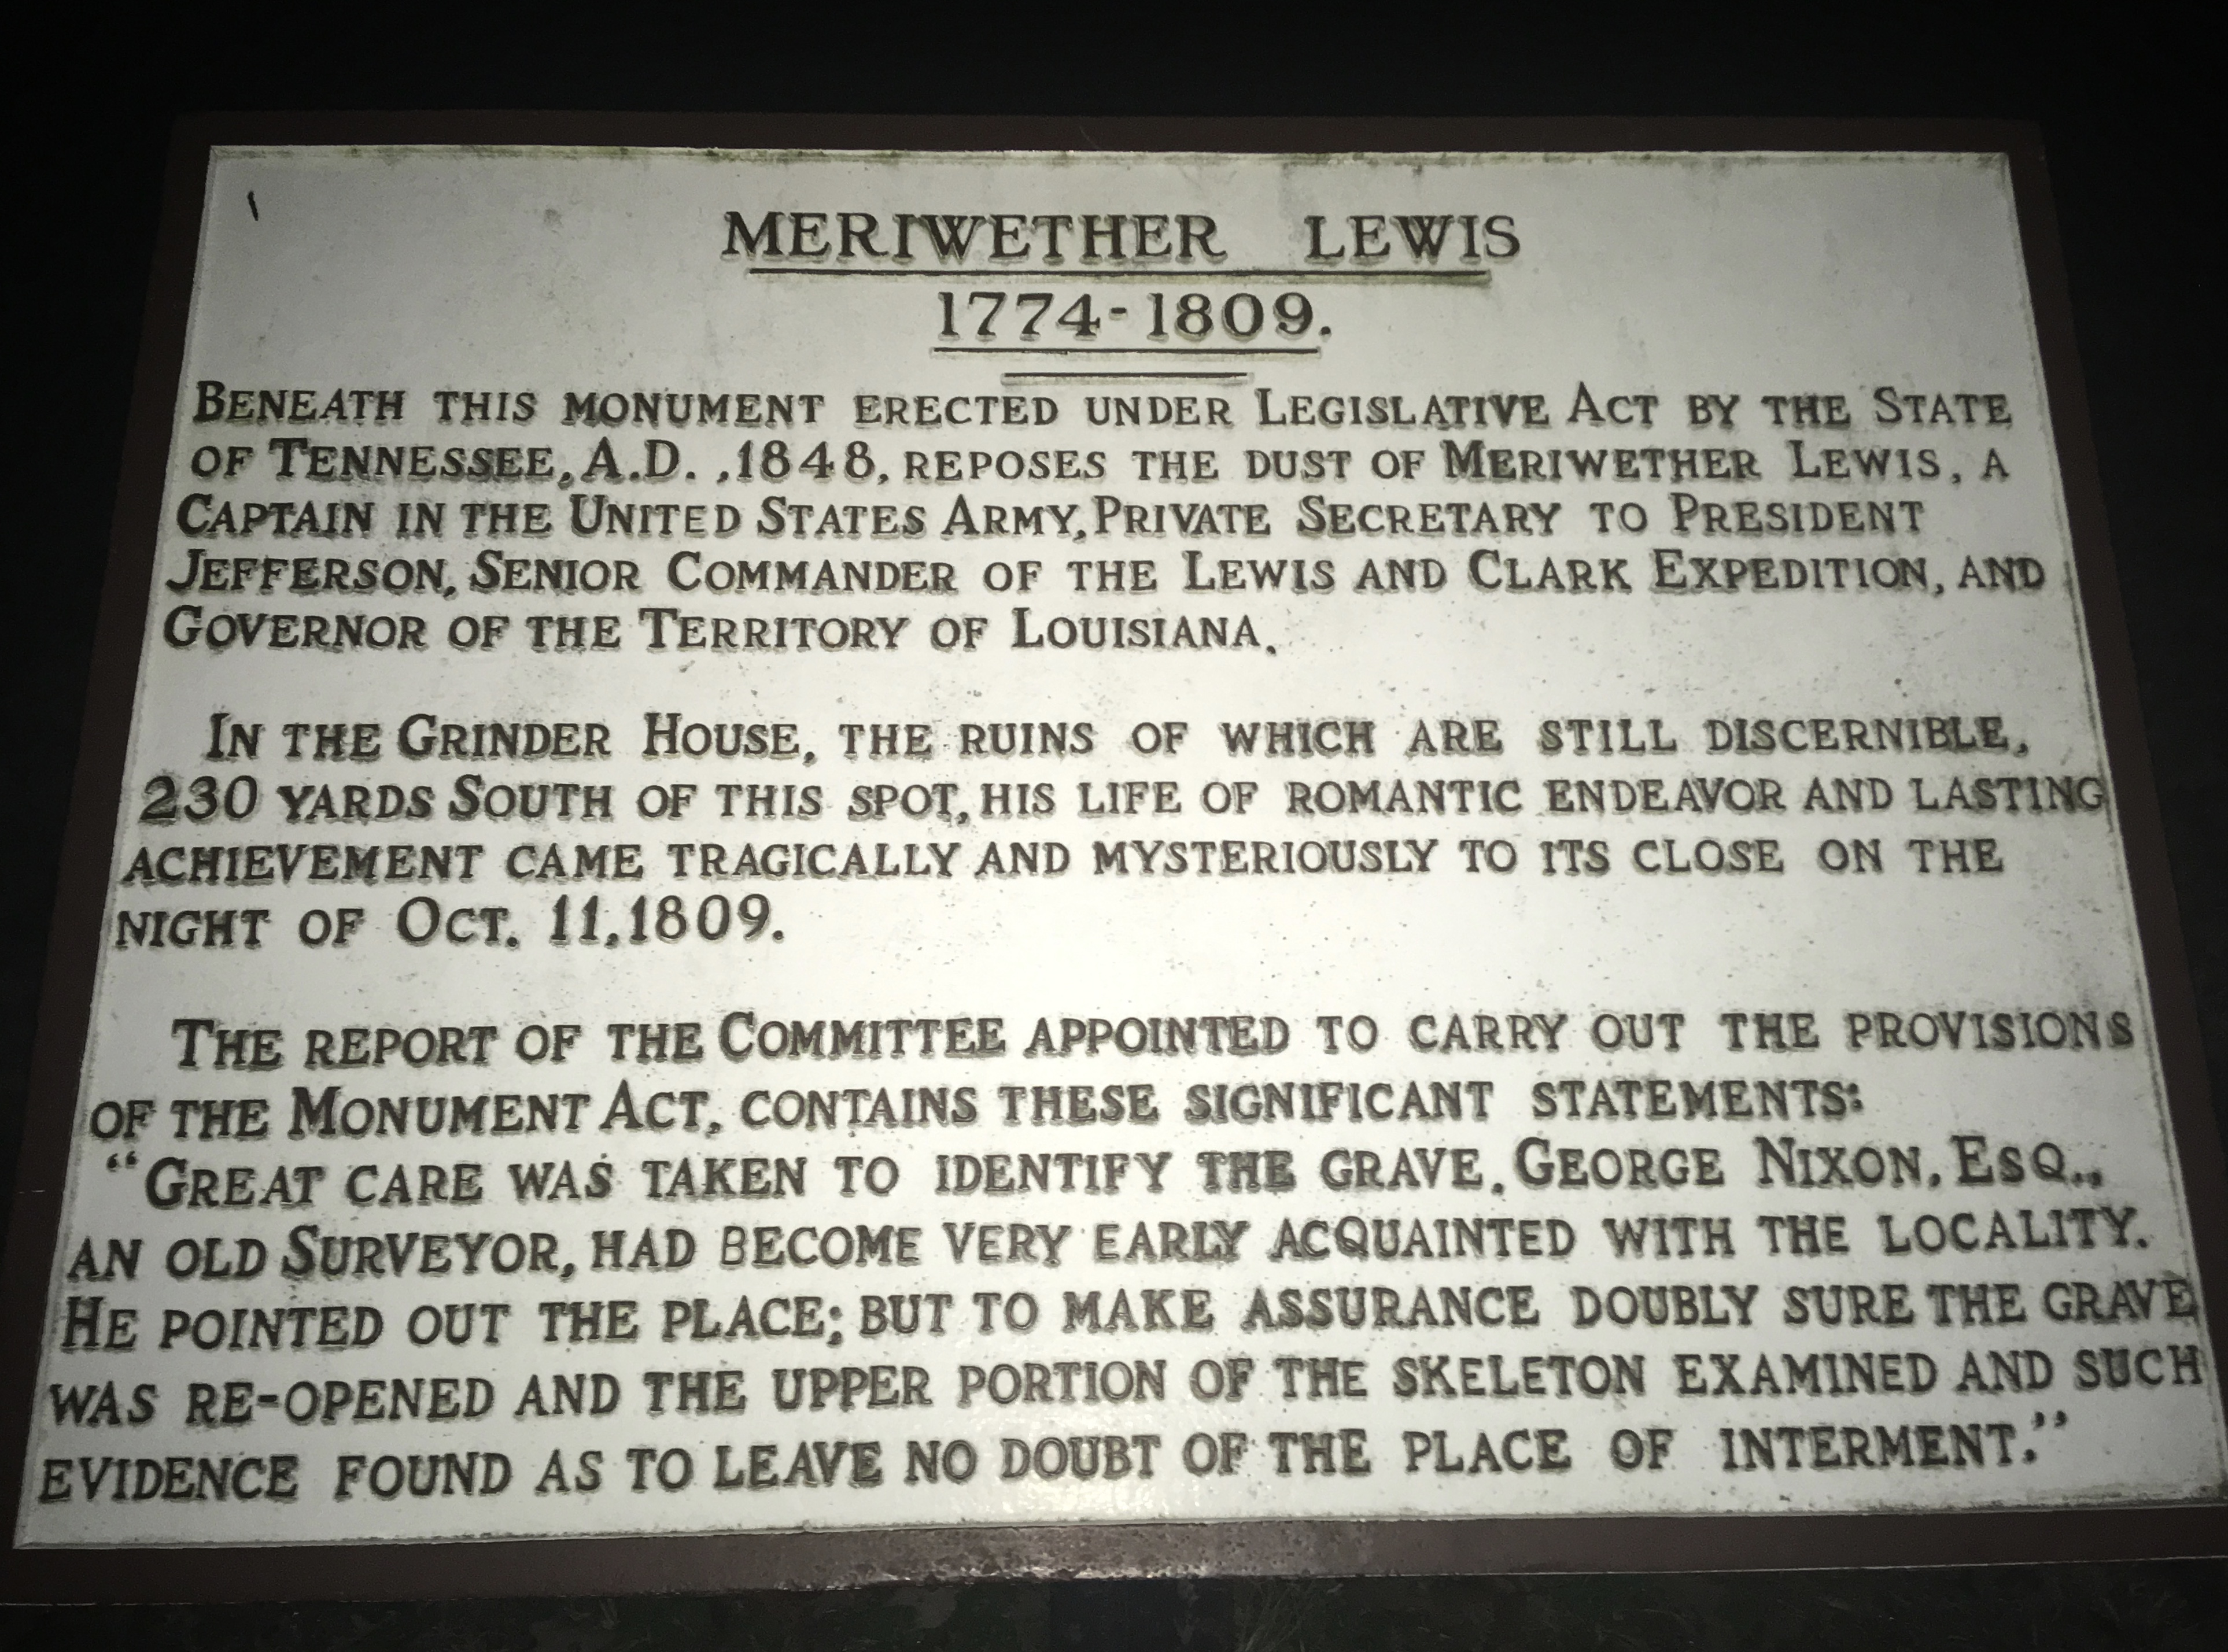 MERIWETHER LEWIS
1774-1809.
BENEATH THIS MONUMENT ERECTED UNDER LEGISLATIVE ACT BY THE STATE
OF TENNESSEE, A.D. ,1848, REPOSES THE DUST OF MERIWETHER LEWIS, A
CAPTAIN IN THE UNITED STATES ARMY, PRIVATE SECRETARY TO PRESIDENT
JEFFERSON, SENIOR COMMANDER OF THE LEWIS AND CLARK EXPEDITION, AND
GOVERNOR OF THE TERRITORY OF LOUISIANA.
IN THE GRINDER HOUSE, THE RUINS OF WHICH ARE STILL DISCERNIBLE,
230 YARDS SOUTH OF THIS SPOT, HIS LIFE OF ROMANTIC ENDEAVOR AND LASTING
ACHIEVEMENT CAME TRAGICALLY AND MYSTERIOUSLY TO ITS CLOSE ON THE
NIGHT OF OCT. 11, 1809.
THE REPORT OF THE COMMITTEE APPOINTED TO CARRY OUT THE PROVISIONS
OF THE MONUMENT ACT, CONTAINS THESE SIGNIFICANT STATEMENTS:
“GREAT CARE WAS TAKEN TO IDENTIFY THE GRAVE. GEORGE NIXON, ESQ.,
AN OLD SURVEYOR, HAD BECOME VERY EARLY ACQUAINTED WITH THE LOCALITY.
HE POINTED OUT THE PLACE; BUT TO MAKE ASSURANCE DOUBLY SURE THE GRAVE
WAS RE-OPENED AND THE UPPER PORTION OF THE SKELETON EXAMINED AND SUCH
EVIDENCE FOUND AS TO LEAVE NO DOUBT OF THE PLACE OF INTERMENT.”